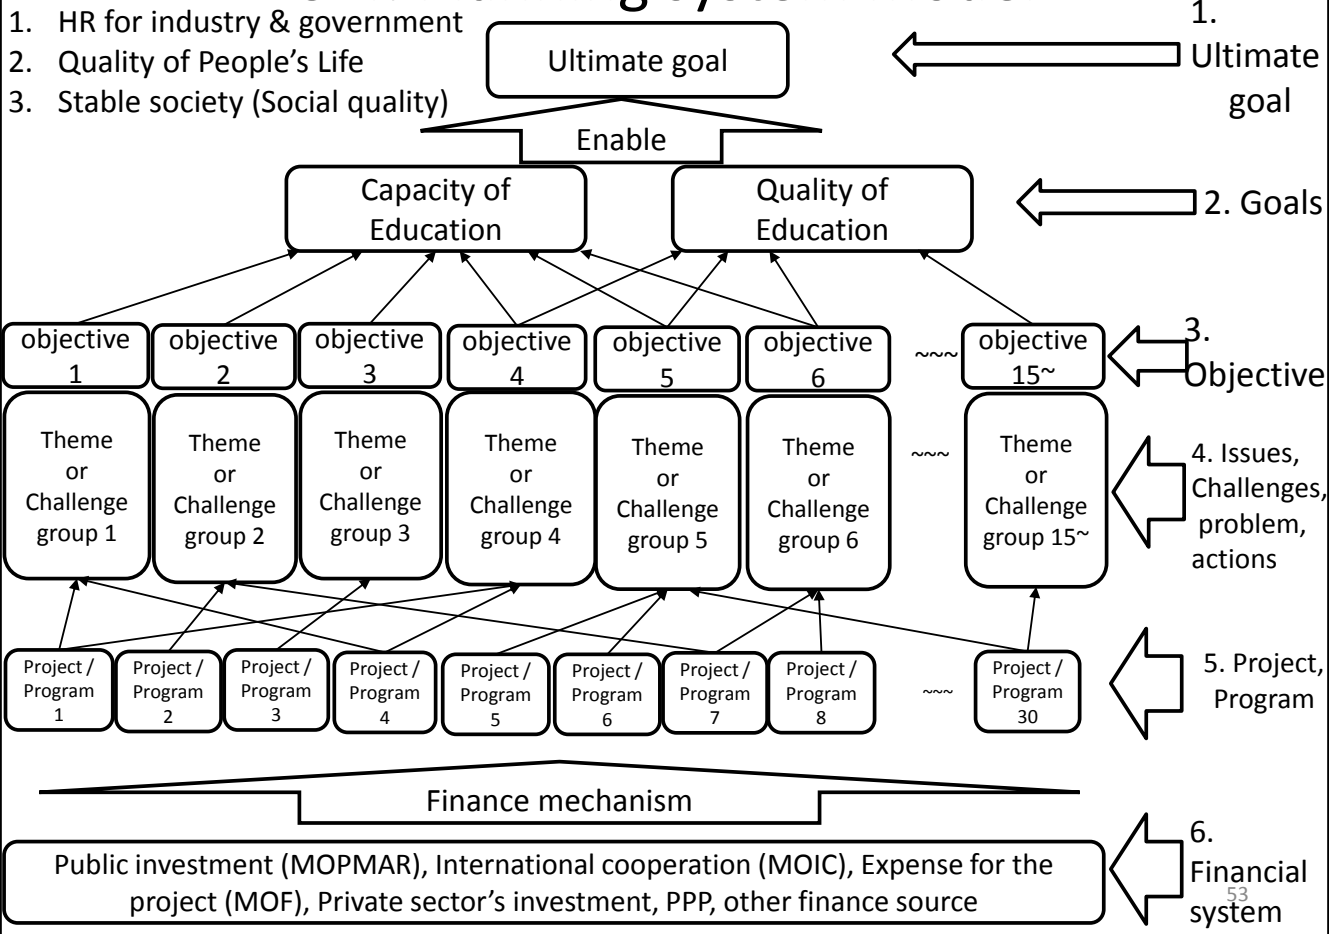 1. HR for industry & government
2. Quality of People's Life
3. Stable society (Social quality)
Ultimate goal
1.
Ultimate
goal
Enable
Capacity of
Education
Quality of
Education
2. Goals
objective
1
objective
2
objective
3
objective
4
objective
5
objective
6
~~~
objective
15~
3.
Objective
Theme
or
Challenge
group 1
Theme
or
Challenge
group 2
Theme
or
Challenge
group 3
Theme
or
Challenge
group 4
Theme
or
Challenge
group 5
Theme
or
Challenge
group 6
~~~
Theme
or
Challenge
group 15~
4. Issues,
Challenges,
problem,
actions
Project /
Program
1
Project /
Program
2
Project /
Program
3
Project /
Program
4
Project /
Program
5
Project /
Program
6
Project /
Program
7
Project /
Program
8
~~~
Project /
Program
30
5. Project,
Program
Finance mechanism
Public investment (MOPMAR), International cooperation (MOIC), Expense for the
project (MOF), Private sector's investment, PPP, other finance source
6.
Financial
system
53